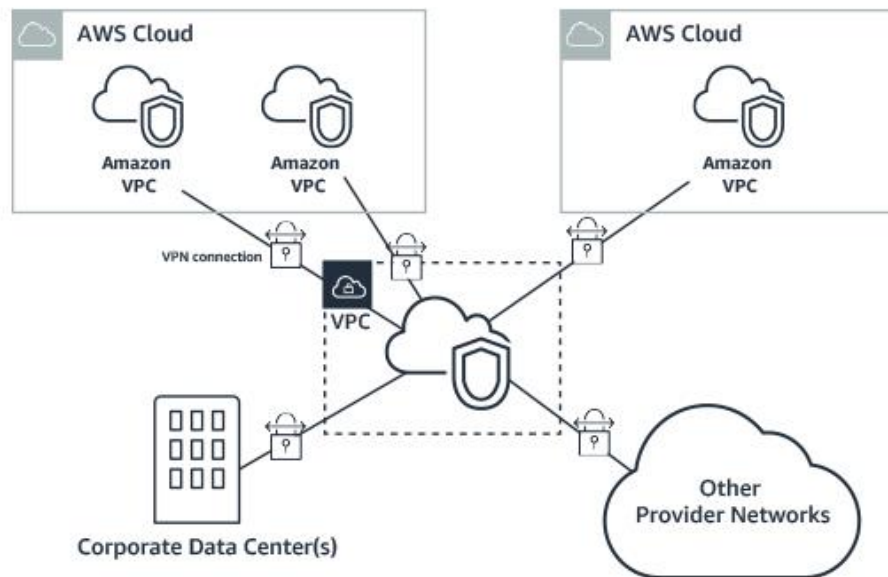 AWS Cloud
AWS Cloud
Amazon
VPC
Amazon
VPC
Amazon
VPC
VPN connection
VPC
Other
Provider Networks
Corporate Data Center(s)